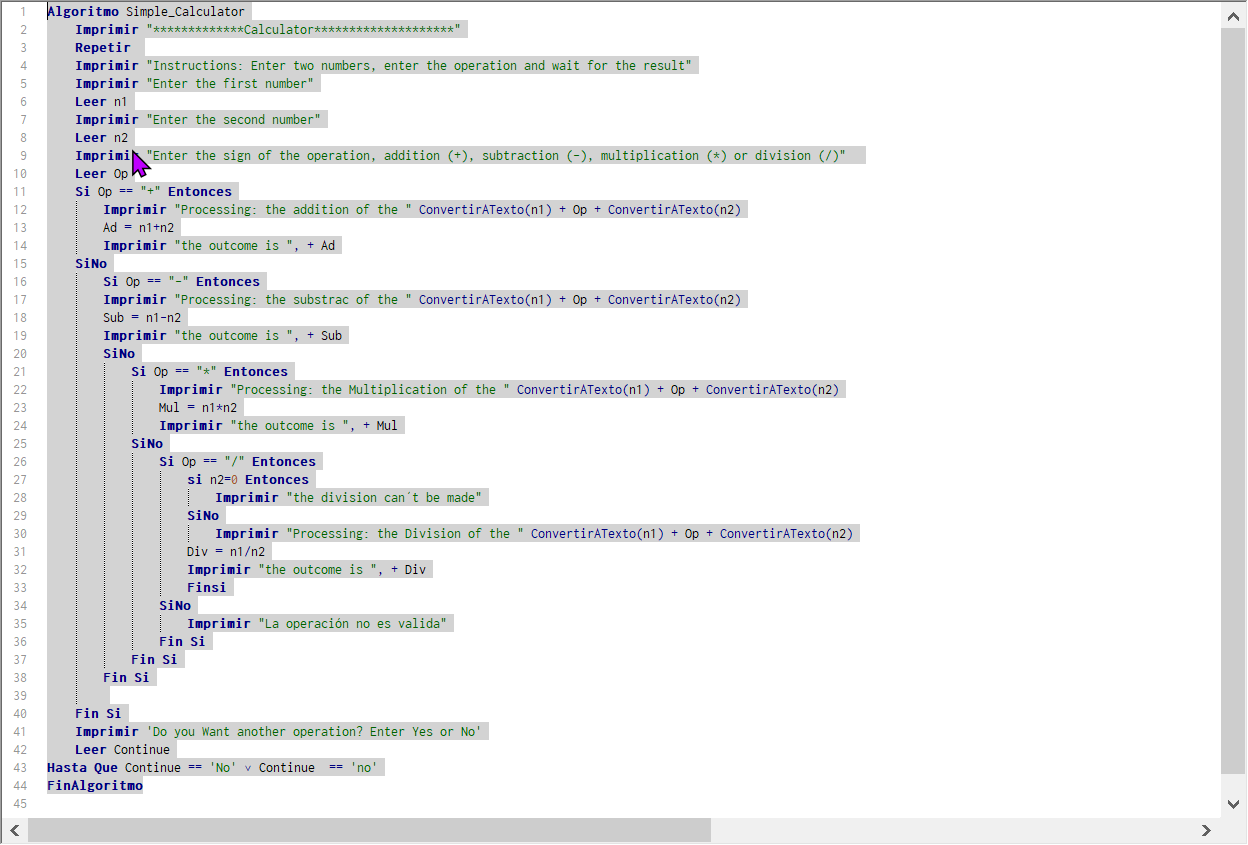 1 Algoritmo Simple_Calculator
2 Imprimir "*************Calculator********************"
3 Repetir
4 Imprimir "Instructions: Enter two numbers, enter the operation and wait for the result"
5 Imprimir "Enter the first number"
6 Leer n1
7 Imprimir "Enter the second number"
8 Leer n2
9 Imprimir "Enter the sign of the operation, addition (+), subtraction (-), multiplication (*) or division (/)"
10 Leer Op
11 Si Op == "+" Entonces
12 Imprimir "Processing: the addition of the " ConvertirATexto(n1) + Op + ConvertirATexto(n2)
13 Ad = n1+n2
14 Imprimir "the outcome is ", + Ad
15 SiNo
16 Si Op == "-" Entonces
17 Imprimir "Processing: the substrac of the " ConvertirATexto(n1) + Op + ConvertirATexto(n2)
18 Sub = n1-n2
19 Imprimir "the outcome is ", + Sub
20 SiNo
21 Si Op == "*" Entonces
22 Imprimir "Processing: the Multiplication of the " ConvertirATexto(n1) + Op + ConvertirATexto(n2)
23 Mul = n1*n2
24 Imprimir "the outcome is ", + Mul
25 SiNo
26 Si Op == "/" Entonces
27 si n2=0 Entonces
28 Imprimir "the division can´t be made"
29 SiNo
30 Imprimir "Processing: the Division of the " ConvertirATexto(n1) + Op + ConvertirATexto(n2)
31 Div = n1/n2
32 Imprimir "the outcome is ", + Div
33 Finsi
34 SiNo
35 Imprimir "La operación no es valida"
36 Fin Si
37 Fin Si
38 Fin Si
39
40 Fin Si
41 Imprimir 'Do you Want another operation? Enter Yes or No'
42 Leer Continue
43 Hasta Que Continue == 'No' v Continue  == 'no'
44 FinAlgoritmo
45